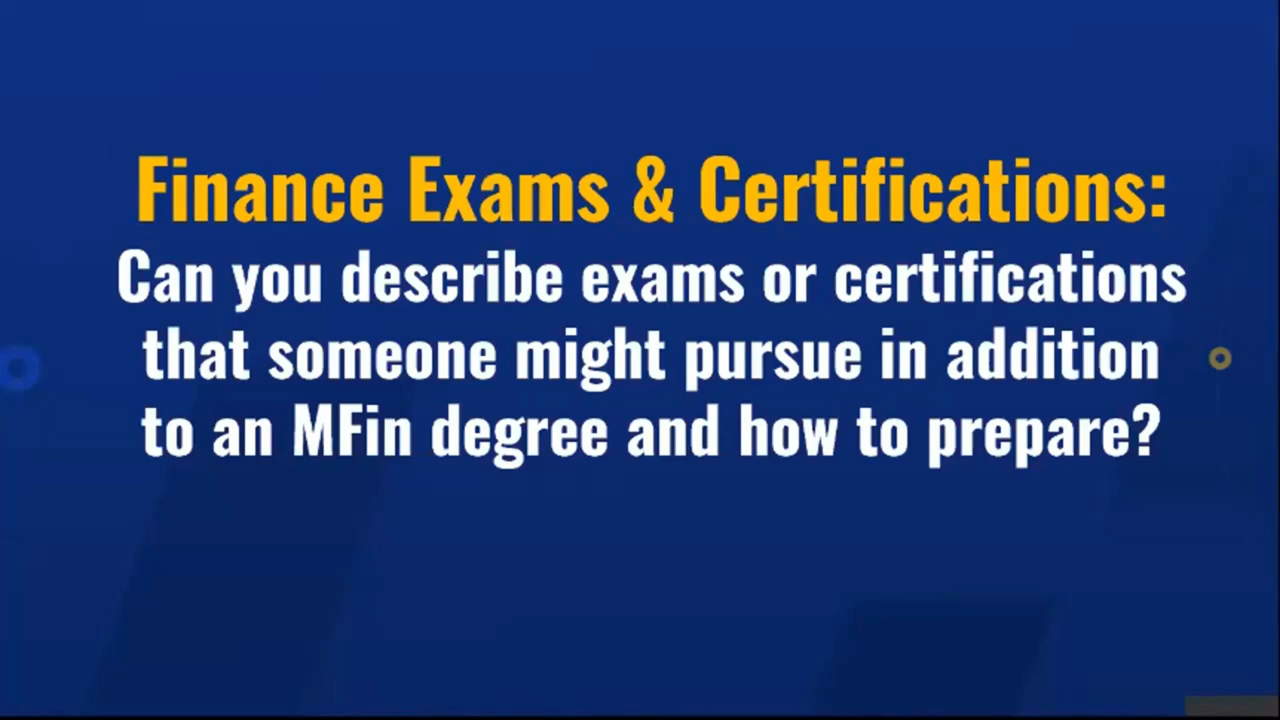 Finance Exams & Certifications:
Can you describe exams or certifications
that someone might pursue in addition
to an MFin degree and how to prepare?